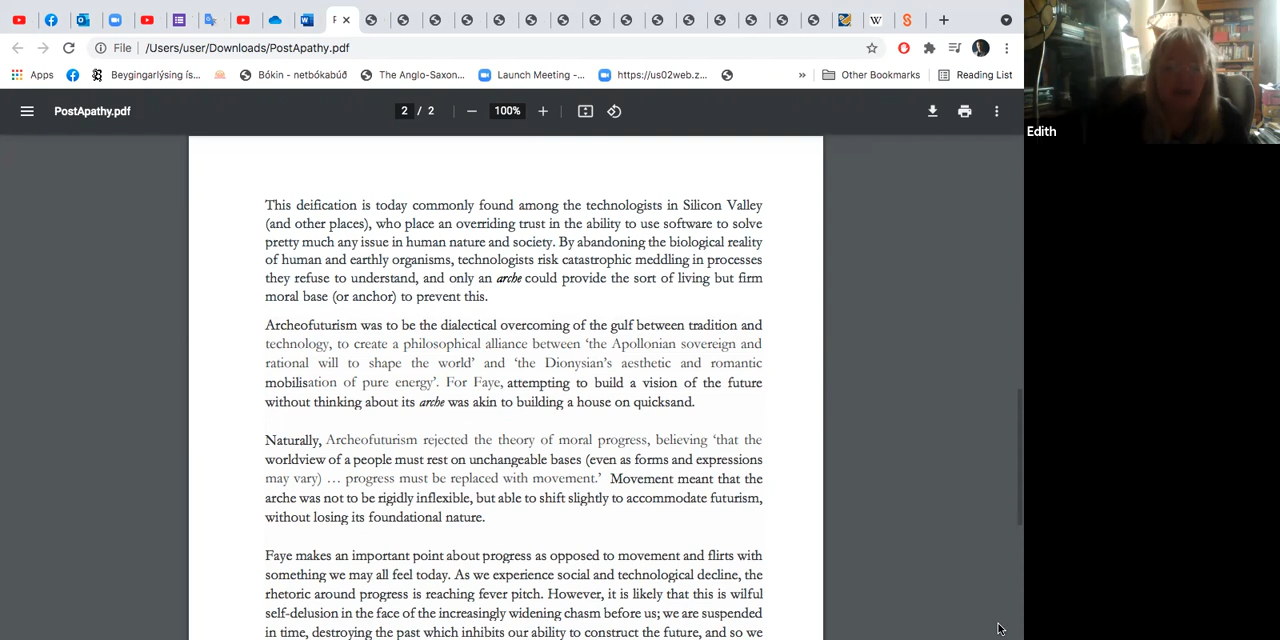 File /Users/user/Downloads/PostApathy.pdf
Apps Beygingarlýsing ís... Bókin - netbókabúð The Anglo-Saxon... Launch Meeting -... https://us02web.z... » Other Bookmarks Reading List
PostApathy.pdf 2 / 2 100%
Edith
This deification is today commonly found among the technologists in Silicon Valley
(and other places), who place an overriding trust in the ability to use software to solve
pretty much any issue in human nature and society. By abandoning the biological reality
of human and earthly organisms, technologists risk catastrophic meddling in processes
they refuse to understand, and only an arche could provide the sort of living but firm
moral base (or anchor) to prevent this.
Archeofuturism was to be the dialectical overcoming of the gulf between tradition and
technology, to create a philosophical alliance between ‘the Apollonian sovereign and
rational will to shape the world’ and ‘the Dionysian’s aesthetic and romantic
mobilisation of pure energy’. For Faye, attempting to build a vision of the future
without thinking about its arche was akin to building a house on quicksand.
Naturally, Archeofuturism rejected the theory of moral progress, believing ‘that the
worldview of a people must rest on unchangeable bases (even as forms and expressions
may vary) … progress must be replaced with movement.’ Movement meant that the
arche was not to be rigidly inflexible, but able to shift slightly to accommodate futurism,
without losing its foundational nature.
Faye makes an important point about progress as opposed to movement and flirts with
something we may all feel today. As we experience social and technological decline, the
rhetoric around progress is reaching fever pitch. However, it is likely that this is wilful
self-delusion in the face of the increasingly widening chasm before us; we are suspended
in time, destroying the past which inhibits our ability to construct the future, and so we